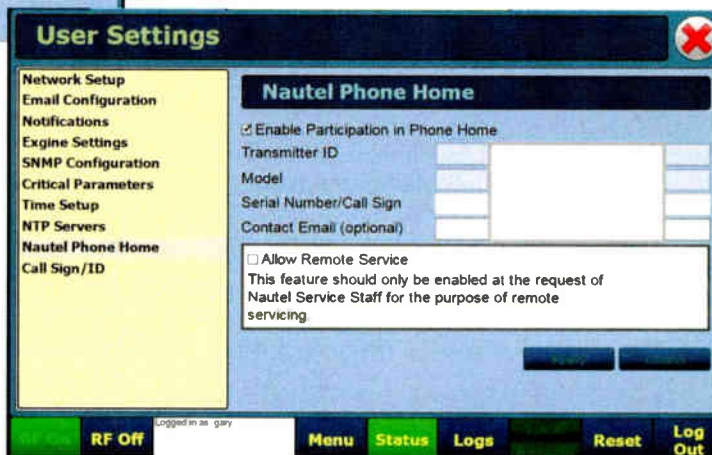 User Settings
Network Setup
Email Configuration
Notifications
Exgine Settings
SNMP Configuration
Critical Parameters
Time Setup
NTP Servers
Nautel Phone Home
Call Sign/ID
Nautel Phone Home
Enable Participation in Phone Home
Transmitter ID
Model
Serial Number/Call Sign
Contact Email (optional)
Allow Remote Service
This feature should only be enabled at the request of
Nautel Service Staff for the purpose of remote
servicing.
RF On
RF Off
Logged in as gary
Menu
Status
Logs
Reset
Log
Out